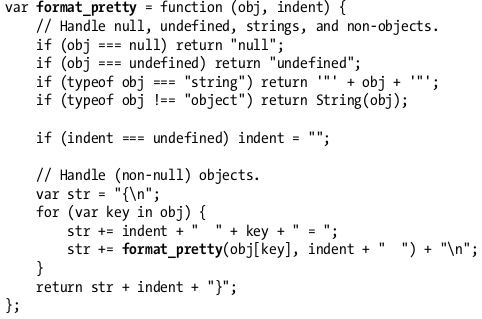 var format_pretty = function (obj, indent) {
    // Handle null, undefined, strings, and non-objects.
    if (obj === null) return "null";
    if (obj === undefined) return "undefined";
    if (typeof obj === "string") return '"' + obj + '"';
    if (typeof obj !== "object") return String(obj);

    if (indent === undefined) indent = "";

    // Handle (non-null) objects.
    var str = "{\n";
    for (var key in obj) {
        str += indent + "  " + key + " = ";
        str += format_pretty(obj[key], indent + "  ") + "\n";
    }
    return str + indent + "}";
};